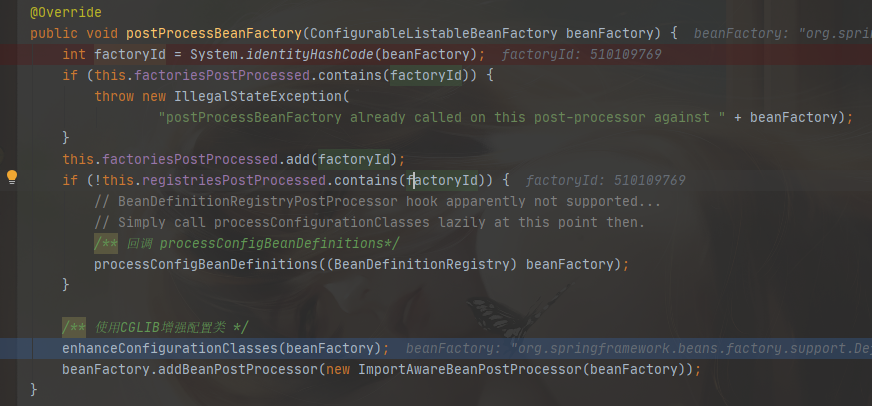 @Override
public void postProcessBeanFactory(ConfigurableListableBeanFactory beanFactory) { beanFactory: "org.spri
int factoryId = System.identityHashCode(beanFactory); factoryId: 510109769
if (this.factoriesPostProcessed.contains(factoryId)) {
throw new IllegalStateException(
"postProcessBeanFactory already called on this post-processor against " + beanFactory);
}
this.factoriesPostProcessed.add(factoryId);
if (!this.registriesPostProcessed.contains(factoryId)) { factoryId: 510109769
// BeanDefinitionRegistryPostProcessor hook apparently not supported...
// Simply call processConfigurationClasses lazily at this point then.
/** 回调 processConfigBeanDefinitions*/
processConfigBeanDefinitions((BeanDefinitionRegistry) beanFactory);
}
/** 使用CGLIB增强配置类 */
enhanceConfigurationClasses(beanFactory); beanFactory: "org.springframework.beans.factory.support.De
beanFactory.addBeanPostProcessor(new ImportAwareBeanPostProcessor(beanFactory));
}